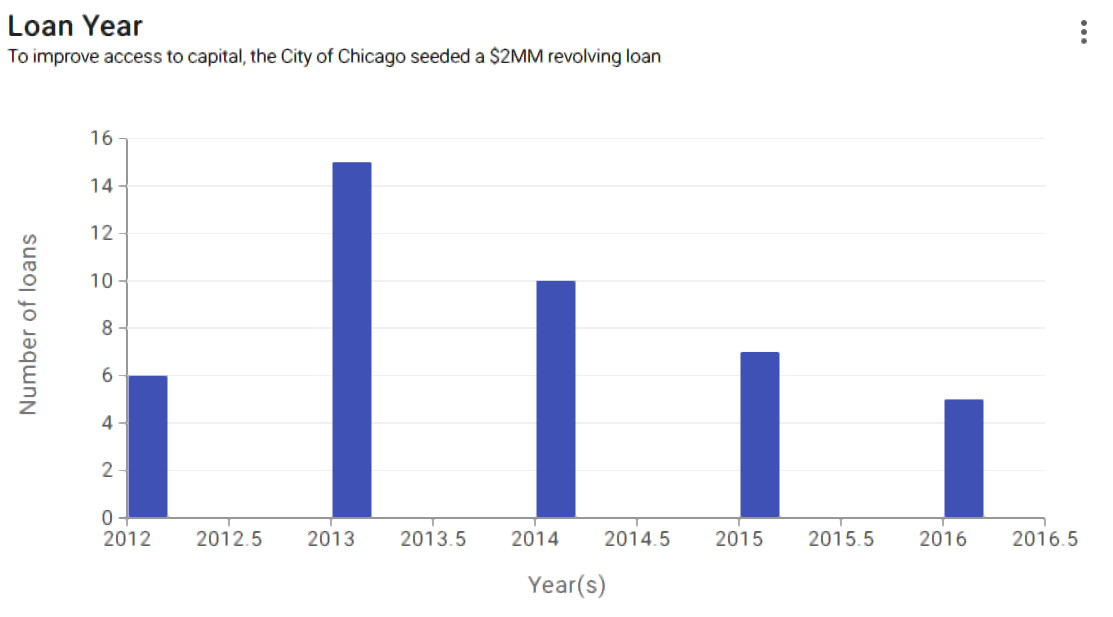 Loan Year
To improve access to capital, the City of Chicago seeded a $2MM revolving loan
16
14
12
10
8
6
4
2
0
Number of loans
2012 2012.5 2013 2013.5 2014 2014.5 2015 2015.5 2016 2016.5
Year(s)